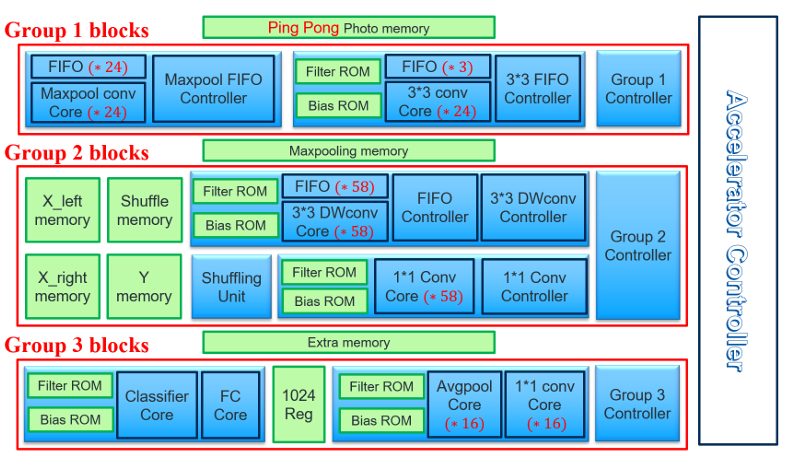 Group 1 blocks
Ping Pong Photo memory
FIFO (* 24)
Maxpool conv
Core (* 24)
Maxpool FIFO
Controller
Filter ROM
Bias ROM
FIFO (* 3)
3*3 conv
Core (* 24)
3*3 FIFO
Controller
Group 1
Controller
Group 2 blocks
Maxpooling memory
X_left
memory
Shuffle
memory
Filter ROM
Bias ROM
FIFO (* 58)
3*3 DWconv
Core (* 58)
FIFO
Controller
3*3 DWconv
Controller
Group 2
Controller
X_right
memory
Y
memory
Shuffling
Unit
Filter ROM
Bias ROM
1*1 Conv
Core (* 58)
1*1 Conv
Controller
Group 3 blocks
Extra memory
Filter ROM
Bias ROM
Classifier
Core
FC
Core
1024
Reg
Filter ROM
Bias ROM
Avgpool
Core
(* 16)
1*1 conv
Core
(* 16)
Group 3
Controller
Accelerator Controller